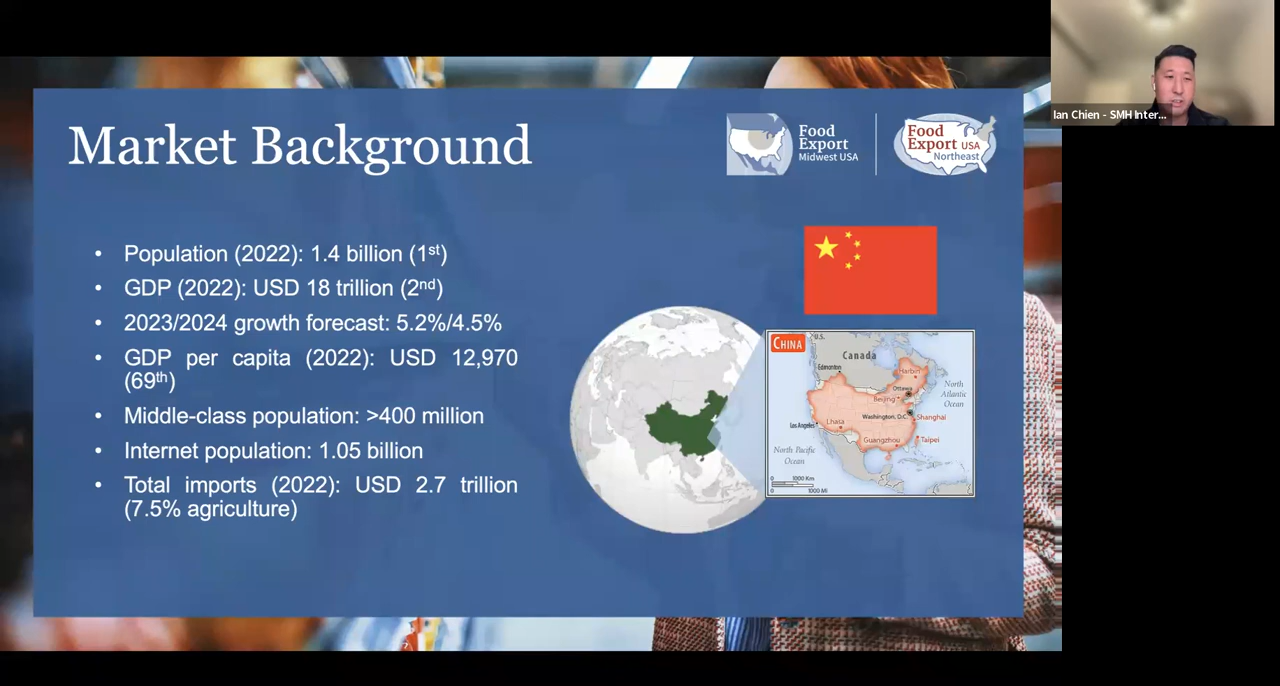 Market Background
Food
Export
Midwest USA
Food
Export USA
Northeast
Ian Chien - SMH Inter...
• Population (2022): 1.4 billion (1st)
• GDP (2022): USD 18 trillion (2nd)
• 2023/2024 growth forecast: 5.2%/4.5%
• GDP per capita (2022): USD 12,970
(69th)
• Middle-class population: >400 million
• Internet population: 1.05 billion
• Total imports (2022): USD 2.7 trillion
(7.5% agriculture)
CHINA
U.S.
Canada
Edmonton
Harbin
Ottawa
Beijing
North
Atlantic
Ocean
Washington, D.C.
Shanghai
Los Angeles
Lhasa
Guangzhou
Taipei
North Pacific
Ocean
1000 Km
1000 Mi